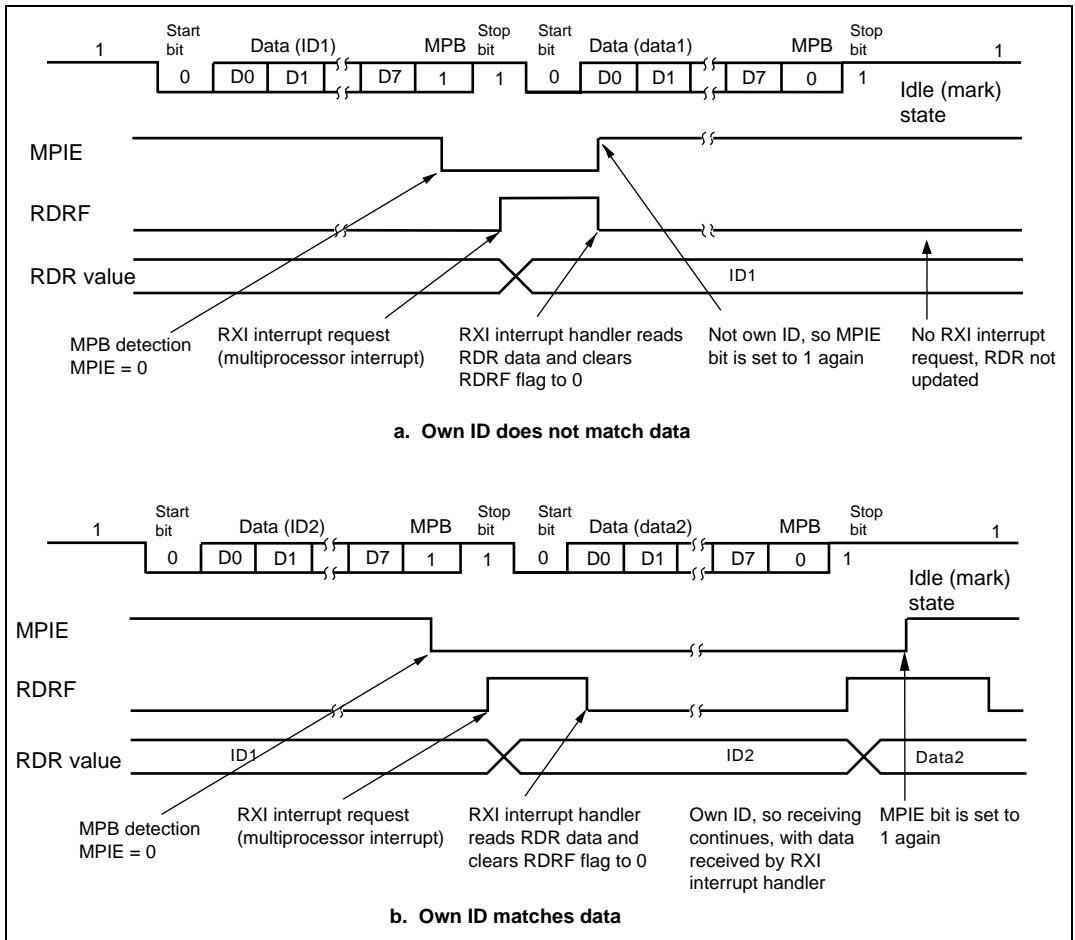 Start bit Data (ID1) MPB Stop bit Start bit Data (data1) MPB Stop bit
1 0 D0 D1 D7 1 1 0 D0 D1 D7 0 1 1
Idle (mark) state
MPIE
RDRF
RDR value ID1
MPB detection MPIE = 0
RXI interrupt request (multiprocessor interrupt)
RXI interrupt handler reads RDR data and clears RDRF flag to 0
Not own ID, so MPIE bit is set to 1 again
No RXI interrupt request, RDR not updated
a. Own ID does not match data
Start bit Data (ID2) MPB Stop bit Start bit Data (data2) MPB Stop bit
1 0 D0 D1 D7 1 1 0 D0 D1 D7 0 1 1
Idle (mark) state
MPIE
RDRF
RDR value ID1 ID2 Data2
MPB detection MPIE = 0
RXI interrupt request (multiprocessor interrupt)
RXI interrupt handler reads RDR data and clears RDRF flag to 0
Own ID, so receiving continues, with data received by RXI interrupt handler
MPIE bit is set to 1 again
b. Own ID matches data